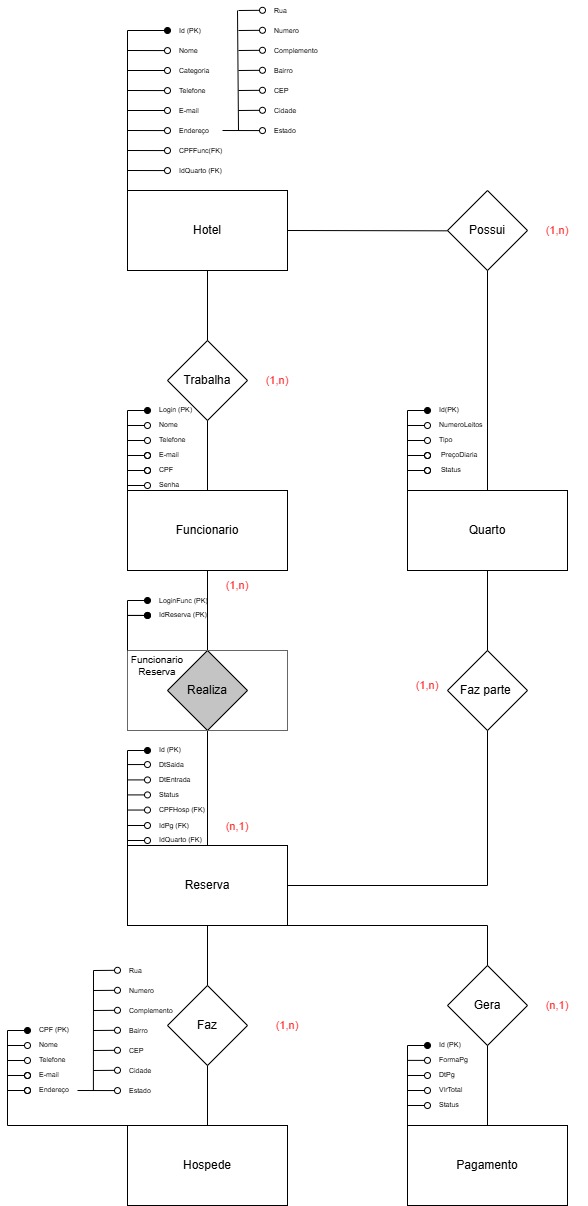 Id (PK)
Nome
Categoria
Telefone
E-mail
Endereço
CPFFunc(FK)
IdQuarto (FK)
Rua
Numero
Complemento
Bairro
CEP
Cidade
Estado
Hotel
Possui
(1,n)
Trabalha
(1,n)
Login (PK)
Nome
Telefone
E-mail
CPF
Senha
Id(PK)
NumeroLeitos
Tipo
PreçoDiaria
Status
Funcionario
Quarto
(1,n)
LoginFunc (PK)
IdReserva (PK)
Funcionario
Reserva
Realiza
(1,n)
Faz parte
Id (PK)
DtSaida
DtEntrada
Status
CPFHosp (FK)
IdPg (FK)
IdQuarto (FK)
(n,1)
Reserva
Rua
Numero
Complemento
Bairro
CEP
Cidade
Estado
Faz
(1,n)
Gera
(n,1)
CPF (PK)
Nome
Telefone
E-mail
Endereço
Id (PK)
FormaPg
DtPg
VlrTotal
Status
Hospede
Pagamento